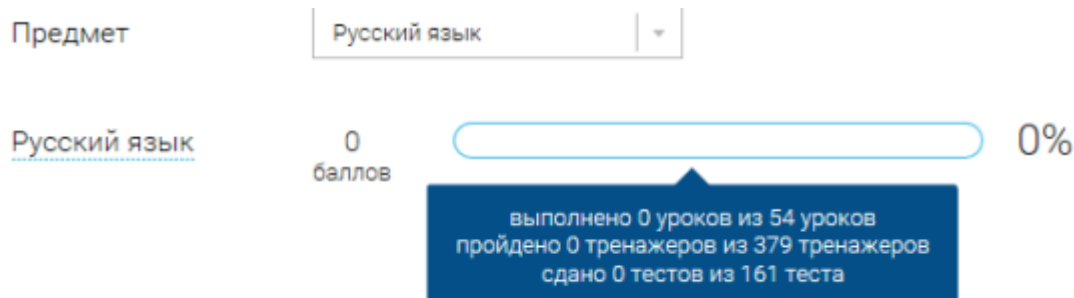 Предмет
Русский язык
Русский язык
0
баллов
0%
выполнено 0 уроков из 54 уроков
пройдено 0 тренажеров из 379 тренажеров
сдано 0 тестов из 161 теста